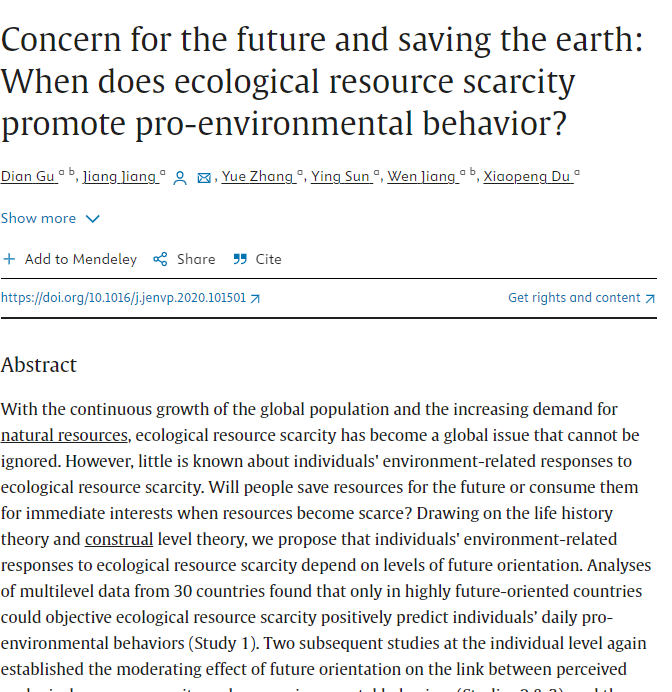 Concern for the future and saving the earth:
When does ecological resource scarcity
promote pro-environmental behavior?
Dian Gu a b, Jiang Jiang a, Yue Zhang a, Ying Sun a, Wen Jiang a b, Xiaopeng Du a
Show more
+ Add to Mendeley Share Cite
https://doi.org/10.1016/j.jenvp.2020.101501 Get rights and content
Abstract
With the continuous growth of the global population and the increasing demand for
natural resources, ecological resource scarcity has become a global issue that cannot be
ignored. However, little is known about individuals' environment-related responses to
ecological resource scarcity. Will people save resources for the future or consume them
for immediate interests when resources become scarce? Drawing on the life history
theory and construal level theory, we propose that individuals' environment-related
responses to ecological resource scarcity depend on levels of future orientation. Analyses
of multilevel data from 30 countries found that only in highly future-oriented countries
could objective ecological resource scarcity positively predict individuals’ daily pro-
environmental behaviors (Study 1). Two subsequent studies at the individual level again
established the moderating effect of future orientation on the link between perceived